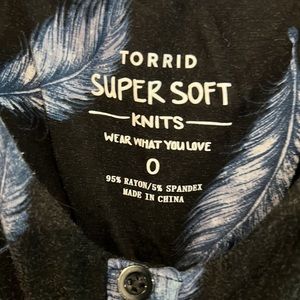 TORRID
SUPER SOFT
KNITS
WEAR WHAT YOU LOVE
0
95% RAYON/5% SPANDEX
MADE IN CHINA